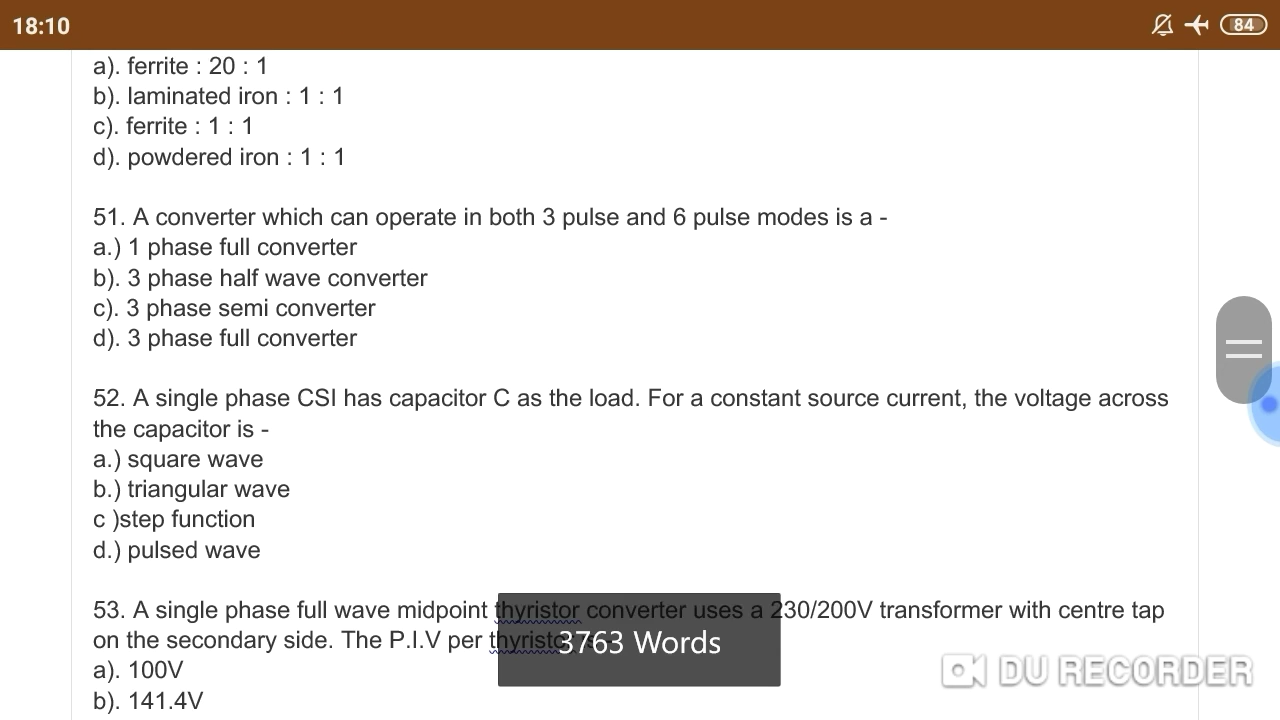 18:10
84
a). ferrite : 20 : 1
b). laminated iron : 1 : 1
c). ferrite : 1 : 1
d). powdered iron : 1 : 1
51. A converter which can operate in both 3 pulse and 6 pulse modes is a -
a.) 1 phase full converter
b). 3 phase half wave converter
c). 3 phase semi converter
d). 3 phase full converter
52. A single phase CSI has capacitor C as the load. For a constant source current, the voltage across
the capacitor is -
a.) square wave
b.) triangular wave
c )step function
d.) pulsed wave
53. A single phase full wave midpoint thyristor converter uses a 230/200V transformer with centre tap
on the secondary side. The P.I.V per thyristor
3763 Words
a). 100V
b). 141.4V
DU RECORDER